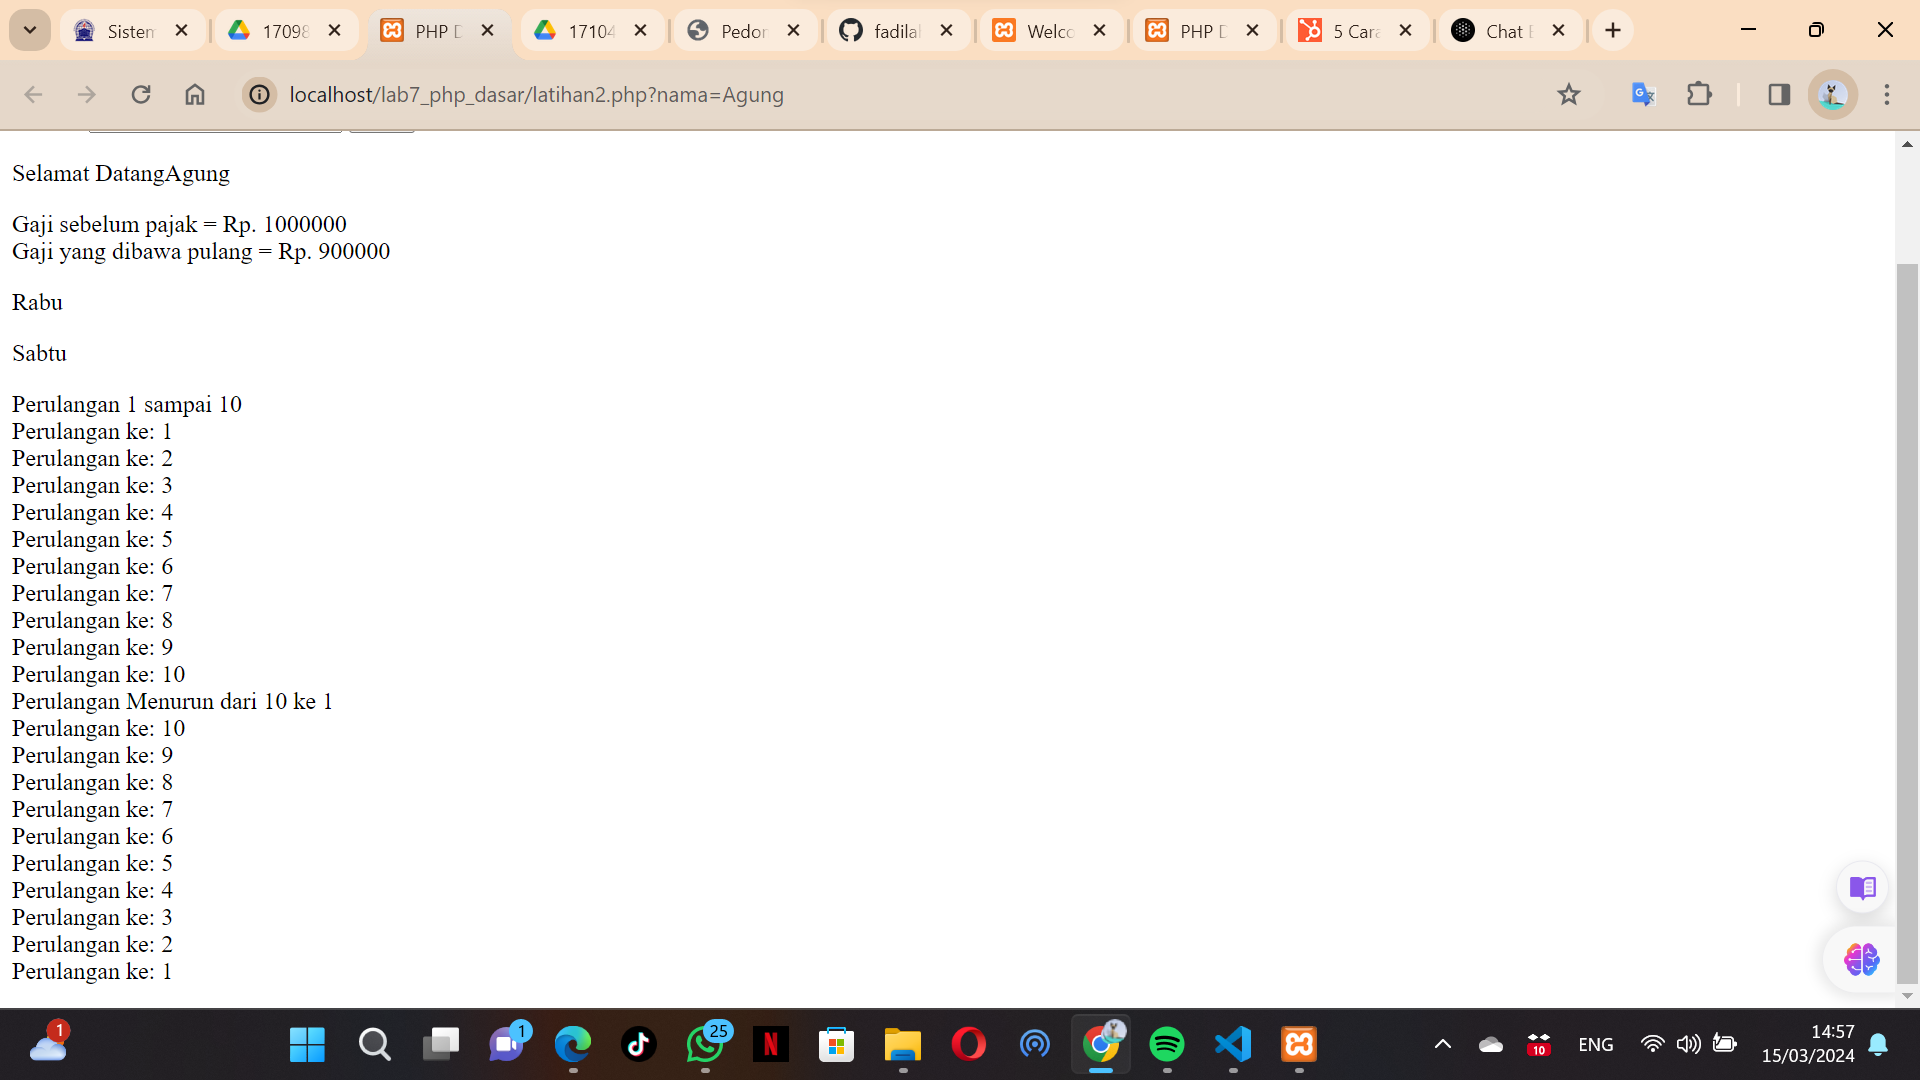 Sistem
17098
PHP D
17104
Pedor
fadilal
Welco
PHP D
5 Cara
Chat
localhost/lab7_php_dasar/latihan2.php?nama=Agung
Selamat DatangAgung
Gaji sebelum pajak = Rp. 1000000
Gaji yang dibawa pulang = Rp. 900000
Rabu
Sabtu
Perulangan 1 sampai 10
Perulangan ke: 1
Perulangan ke: 2
Perulangan ke: 3
Perulangan ke: 4
Perulangan ke: 5
Perulangan ke: 6
Perulangan ke: 7
Perulangan ke: 8
Perulangan ke: 9
Perulangan ke: 10
Perulangan Menurun dari 10 ke 1
Perulangan ke: 10
Perulangan ke: 9
Perulangan ke: 8
Perulangan ke: 7
Perulangan ke: 6
Perulangan ke: 5
Perulangan ke: 4
Perulangan ke: 3
Perulangan ke: 2
Perulangan ke: 1
1
1
25
N
10
ENG
14:57
15/03/2024